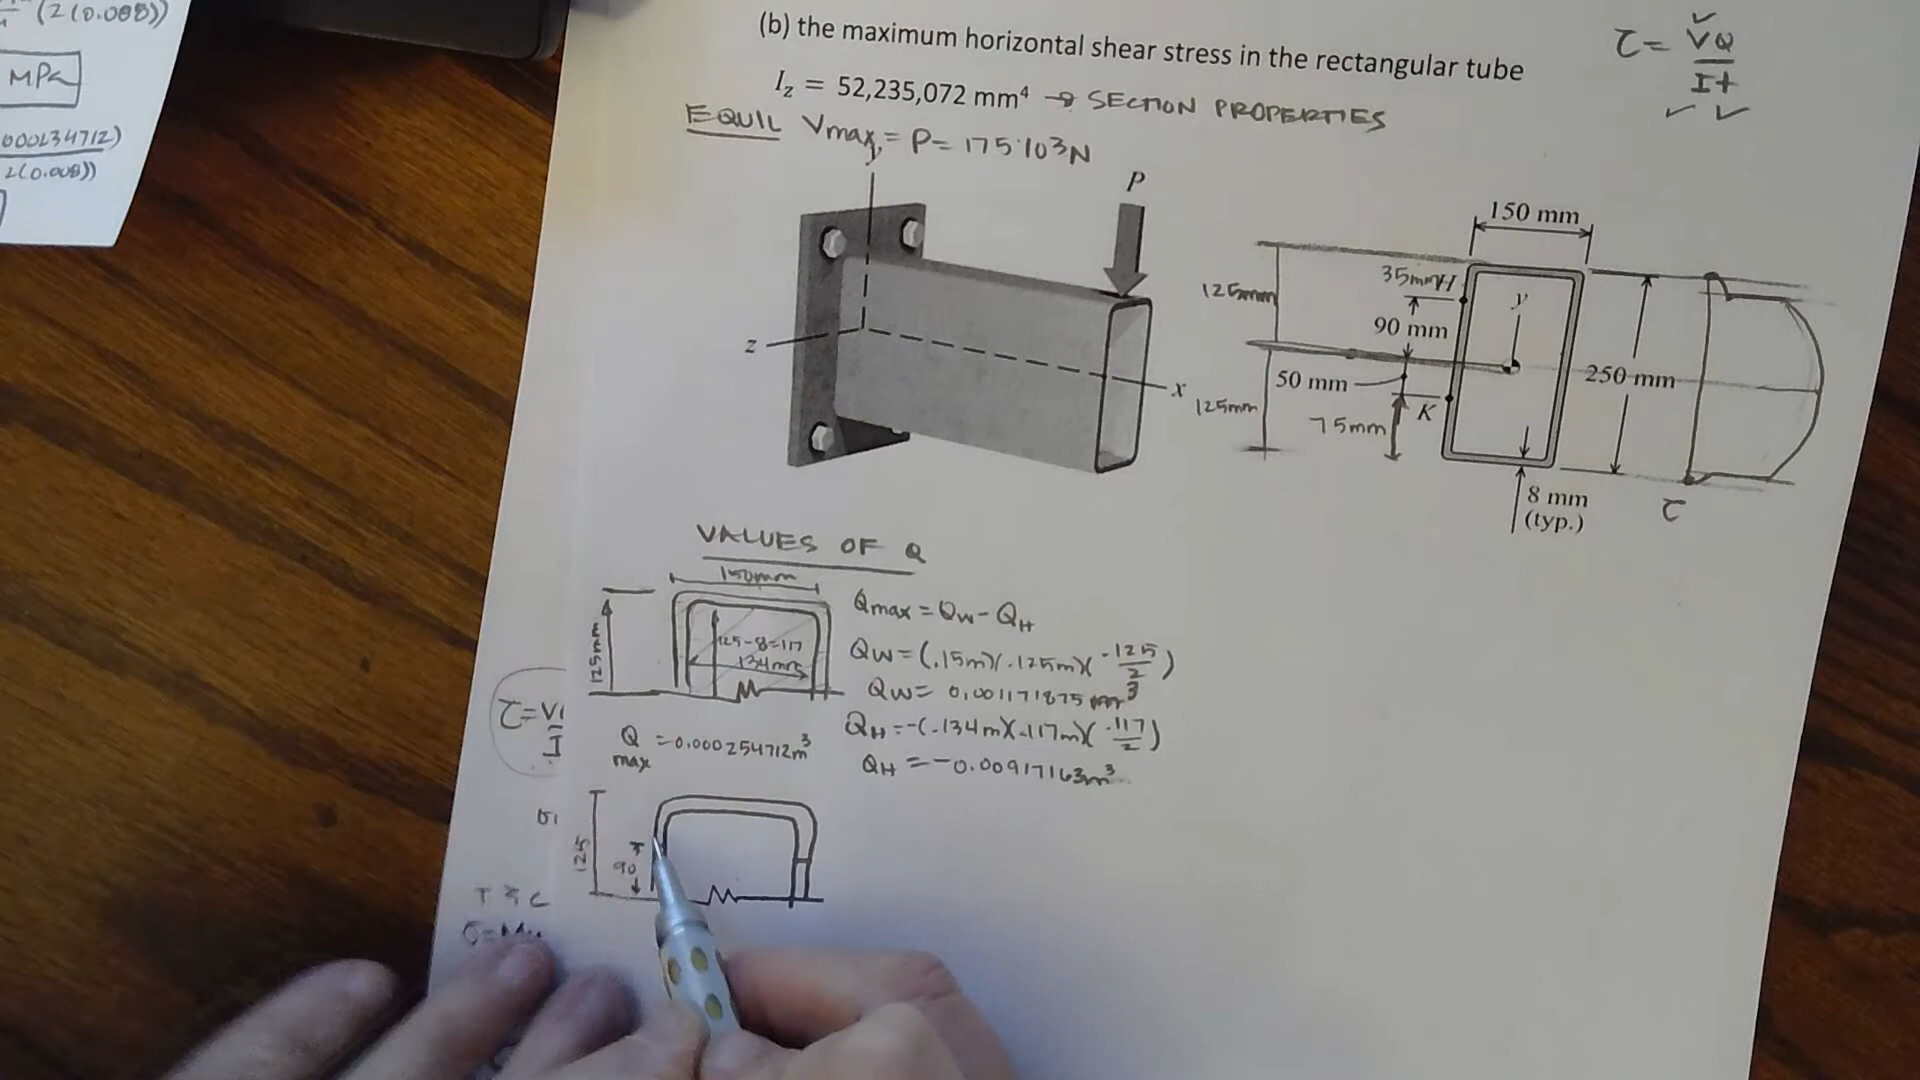 (2(0.008))
MPa
000234712)
2(0.008))
(b) the maximum horizontal shear stress in the rectangular tube
τ = VQ
It
Iz = 52,235,072 mm⁴ → SECTION PROPERTIES
EQUIL Vmax = P = 175·10³N
y
P
z
x
150 mm
125mm
35mm H
y
90 mm
50 mm
250 mm
125mm
75mm
K
8 mm
(typ.)
τ
VALUES OF Q
150mm
125mm
125-8=117
134mm
Qmax = Qw - QH
Qw = (.15m)(.125m)(.125/2)
Qw = 0.001171875 m³
QH = -(.134m)(.117m)(.117/2)
QH = -0.00917163m³
Q max = 0.000254712m³
τ=V
I
125
90
T & C